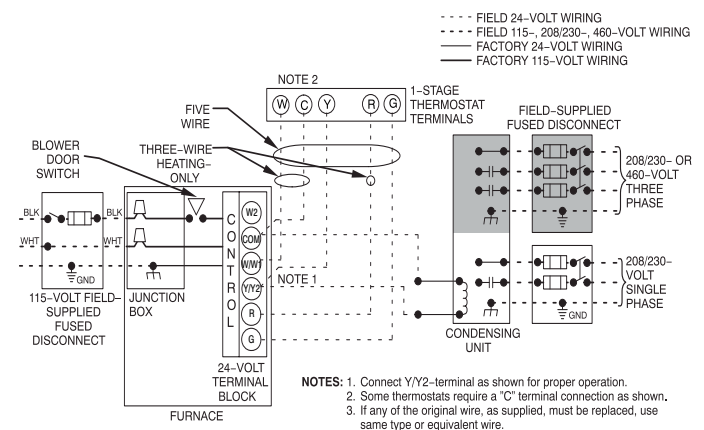 FIELD 24-VOLT WIRING
FIELD 115-, 208/230-, 460-VOLT WIRING
FACTORY 24-VOLT WIRING
FACTORY 115-VOLT WIRING
NOTE 2
W C Y R G
1-STAGE
THERMOSTAT
TERMINALS
FIVE
WIRE
THREE-WIRE
HEATING-
ONLY
BLOWER
DOOR
SWITCH
FIELD-SUPPLIED
FUSED DISCONNECT
208/230- OR
460-VOLT
THREE
PHASE
BLK
BLK
WHT
WHT
GND
115-VOLT FIELD-
SUPPLIED
FUSED
DISCONNECT
JUNCTION
BOX
CONTROL
W2
COM
W/W1
Y/Y2
R
G
NOTE 1
24-VOLT
TERMINAL
BLOCK
FURNACE
208/230-
VOLT
SINGLE
PHASE
GND
CONDENSING
UNIT
NOTES: 1. Connect Y/Y2-terminal as shown for proper operation.
2. Some thermostats require a "C" terminal connection as shown.
3. If any of the original wire, as supplied, must be replaced, use
same type or equivalent wire.